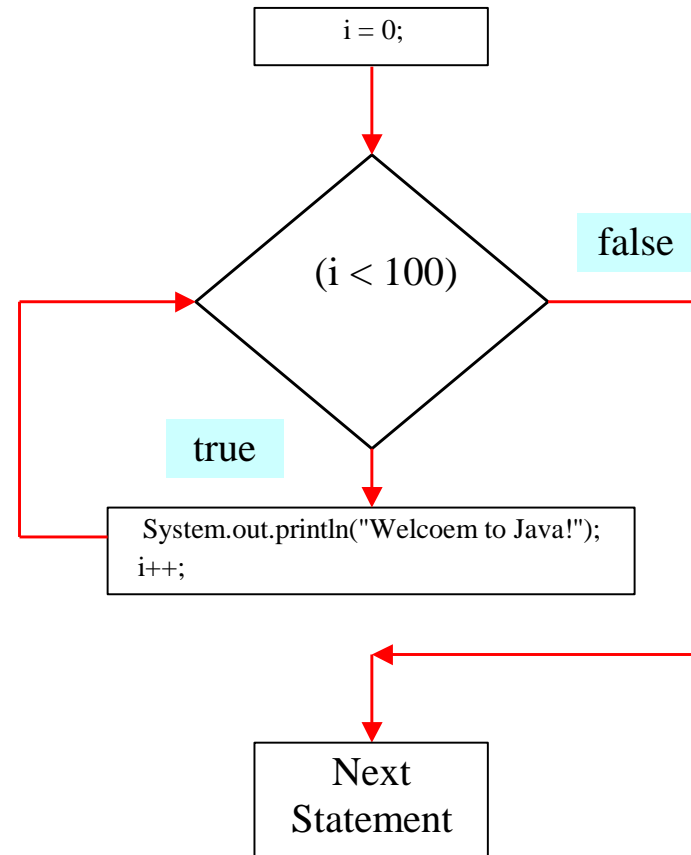 i = 0;
(i < 100)
false
true
System.out.println("Welcoem to Java!");
i++;
Next
Statement